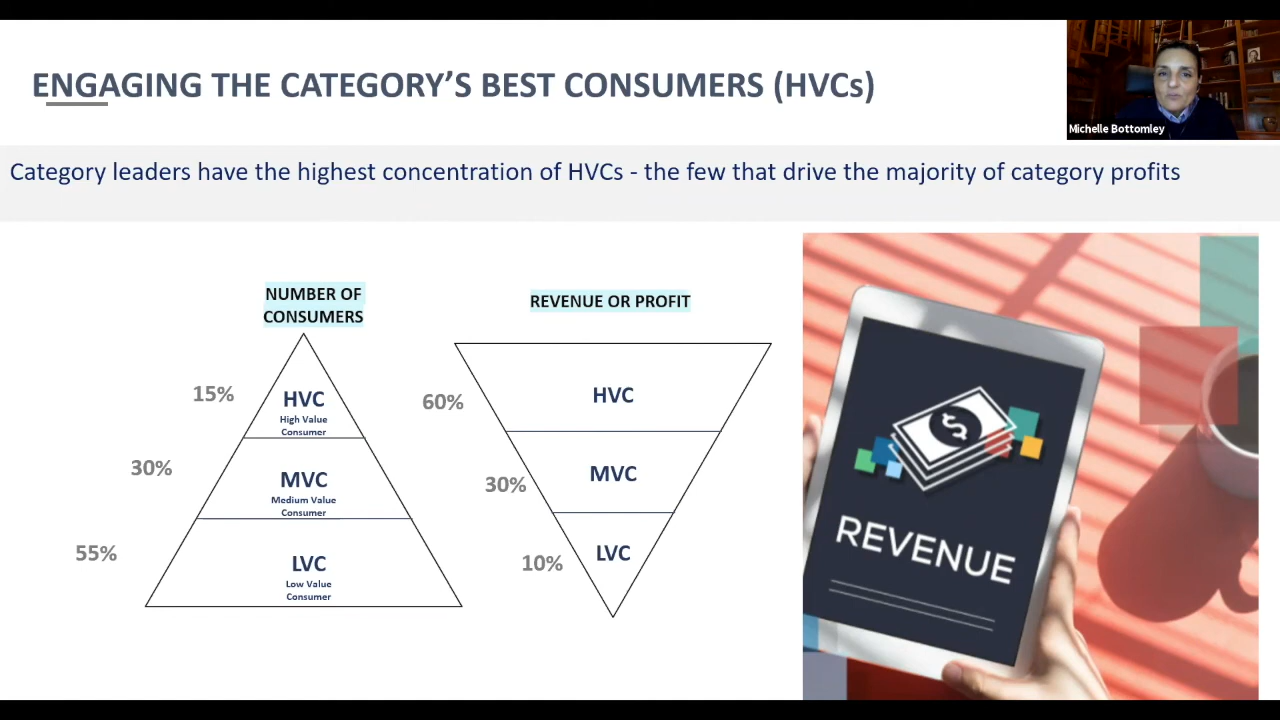 ENGAGING THE CATEGORY'S BEST CONSUMERS (HVCs)
Michelle Bottomley
Category leaders have the highest concentration of HVCs - the few that drive the majority of category profits
NUMBER OF
CONSUMERS
15%
HVC
High Value
Consumer
30%
MVC
Medium Value
Consumer
55%
LVC
Low Value
Consumer
REVENUE OR PROFIT
60%
HVC
30%
MVC
10%
LVC
$
REVENUE